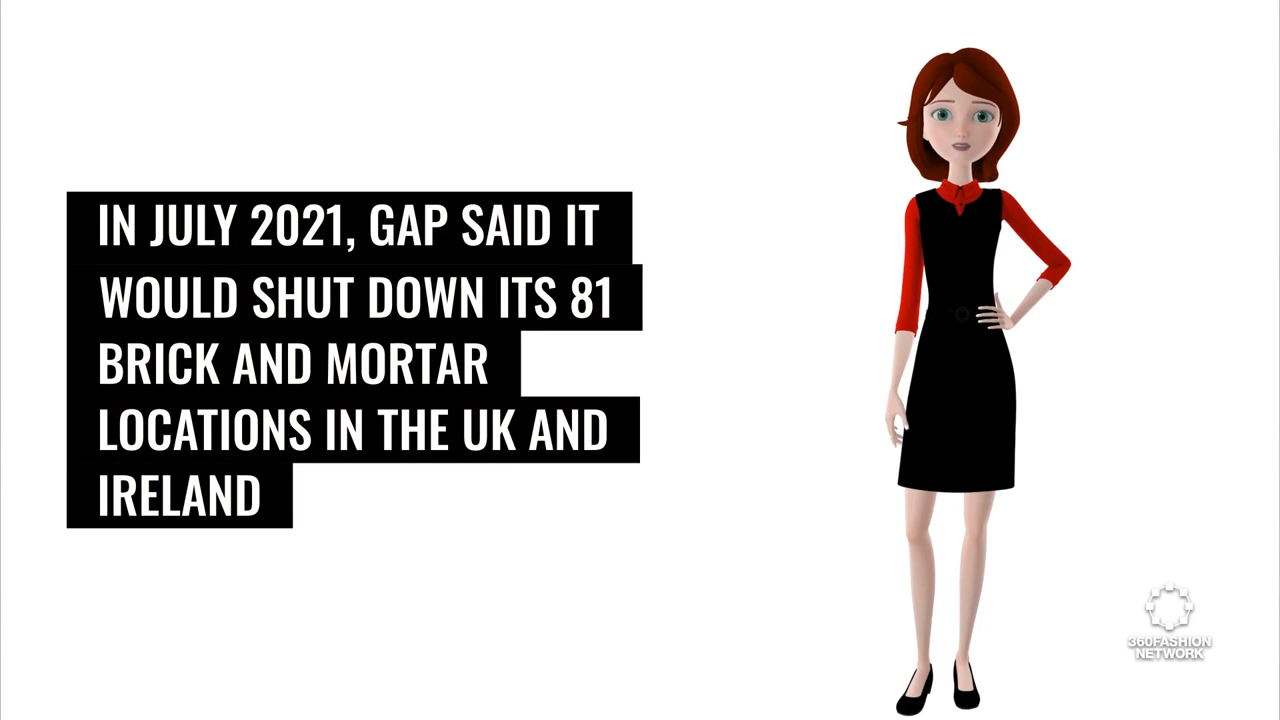 IN JULY 2021, GAP SAID IT
WOULD SHUT DOWN ITS 81
BRICK AND MORTAR
LOCATIONS IN THE UK AND
IRELAND
360FASHION
NETWORK